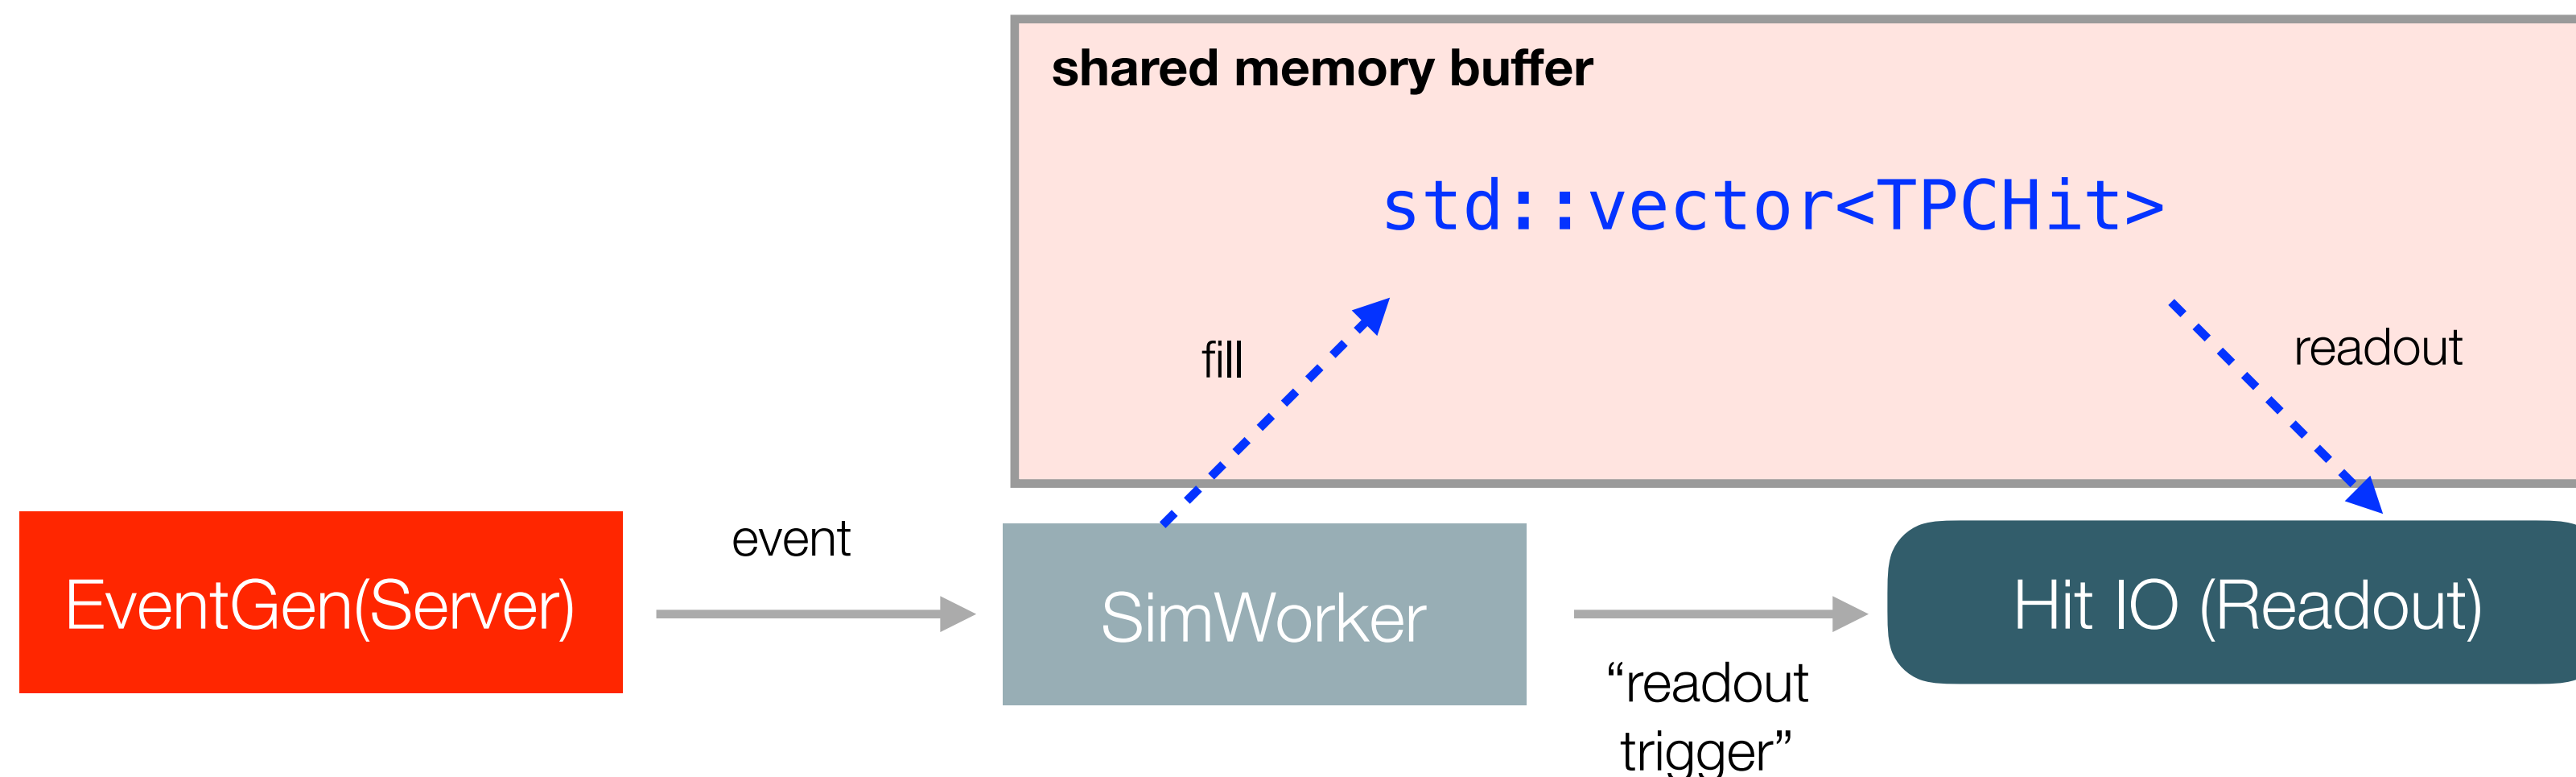 shared memory buffer
std::vector<TPCHit>
fill
readout
event
EventGen(Server)
SimWorker
Hit IO (Readout)
“readout
trigger”